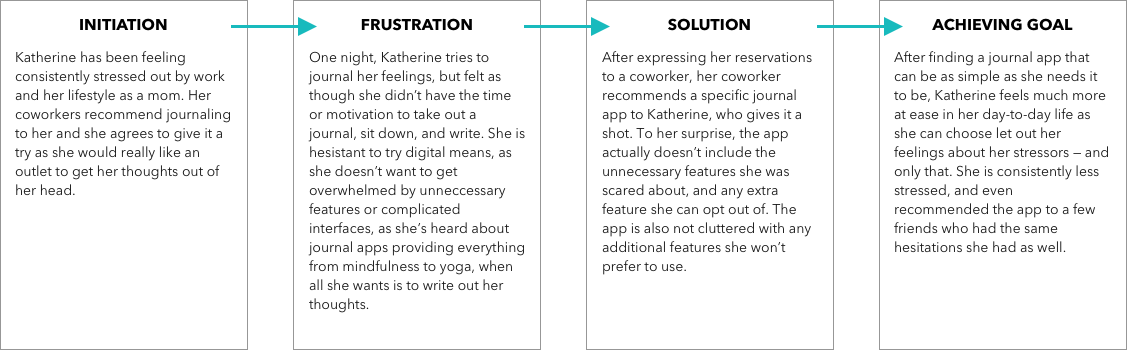 INITIATION
Katherine has been feeling
consistently stressed out by work
and her lifestyle as a mom. Her
coworkers recommend journaling
to her and she agrees to give it a
try as she would really like an
outlet to get her thoughts out of
her head.
FRUSTRATION
One night, Katherine tries to
journal her feelings, but felt as
though she didn't have the time
or motivation to take out a
journal, sit down, and write. She is
hesistant to try digital means, as
she doesn't want to get
overwhelmed by unneccessary
features or complicated
interfaces, as she's heard about
journal apps providing everything
from mindfulness to yoga, when
all she wants is to write out her
thoughts.
SOLUTION
After expressing her reservations
to a coworker, her coworker
recommends a specific journal
app to Katherine, who gives it a
shot. To her surprise, the app
actually doesn't include the
unnecessary features she was
scared about, and any extra
feature she can opt out of. The
app is also not cluttered with any
additional features she won't
prefer to use.
ACHIEVING GOAL
After finding a journal app that
can be as simple as she needs it
to be, Katherine feels much more
at ease in her day-to-day life as
she can choose let out her
feelings about her stressors – and
only that. She is consistently less
stressed, and even
recommended the app to a few
friends who had the same
hesitations she had as well.